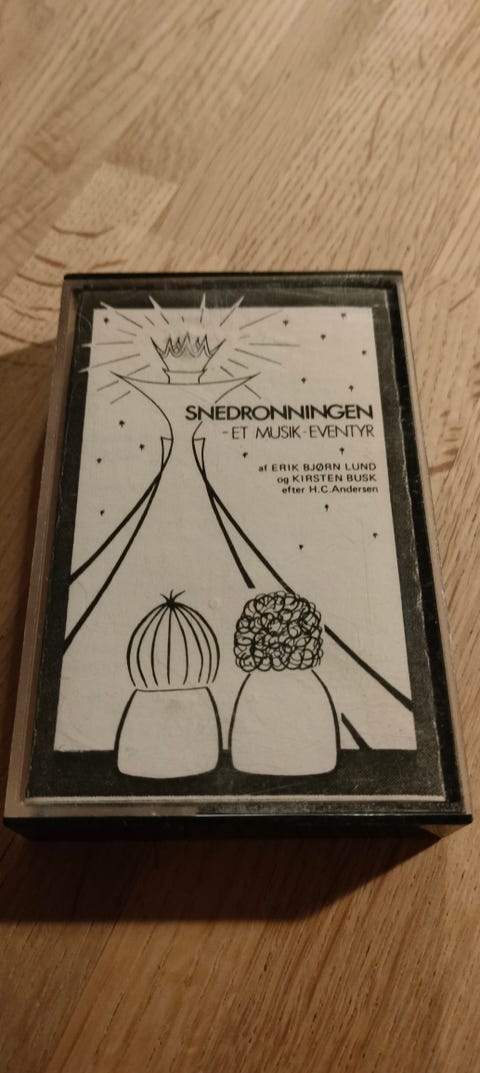 SNEDRONNINGEN
- ET MUSIK-EVENTYR
af ERIK BJØRN LUND
og KIRSTEN BUSK
efter H.C.Andersen